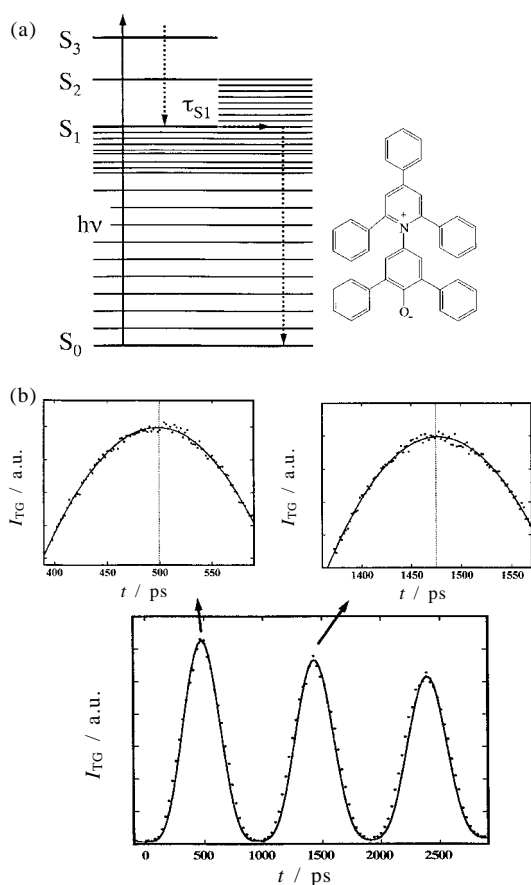 (a)
S3
S2
τS1
S1
hν
S0
+
N
O-
(b)
ITG / a.u.
400 450 500 550
t / ps
ITG / a.u.
1400 1450 1500 1550
t / ps
ITG / a.u.
0 500 1000 1500 2000 2500
t / ps